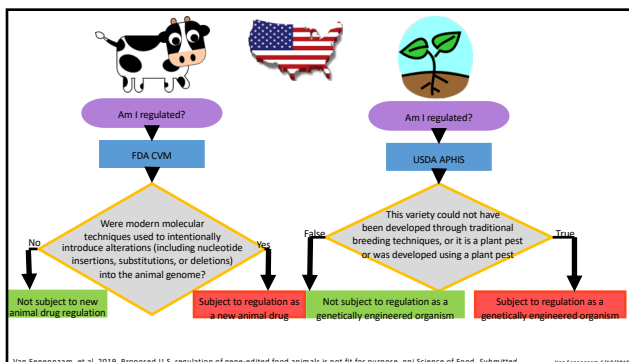 Am I regulated?
FDA CVM
Were modern molecular
techniques used to intentionally
introduce alterations (including nucleotide
insertions, substitutions, or deletions)
into the animal genome?
No
Yes
Not subject to new
animal drug regulation
Subject to regulation as
a new animal drug
Am I regulated?
USDA APHIS
This variety could not have
been developed through traditional
breeding techniques, or it is a plant pest
or was developed using a plant pest
False
True
Not subject to regulation as a
genetically engineered organism
Subject to regulation as a
genetically engineered organism
Van Eenennaam, et al. 2019. Proposed U.S. regulation of gene-edited food animals is not fit for purpose. npj Science of Food. Submitted